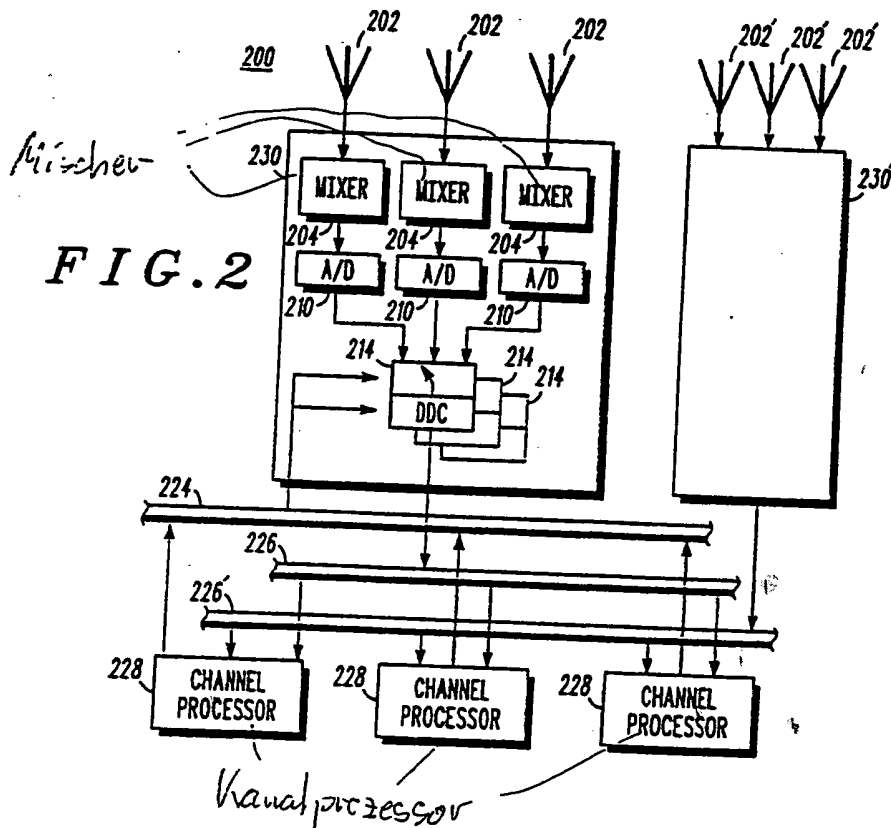 202 202 202 202' 202' 202'
200
Mischer 230 230'
MIXER MIXER MIXER
204 204 204
FIG.2
A/D A/D A/D
210 210 210
214 214 214
DDC
224
226
226'
228 CHANNEL PROCESSOR 228 CHANNEL PROCESSOR 228 CHANNEL PROCESSOR
Kanalprozessor